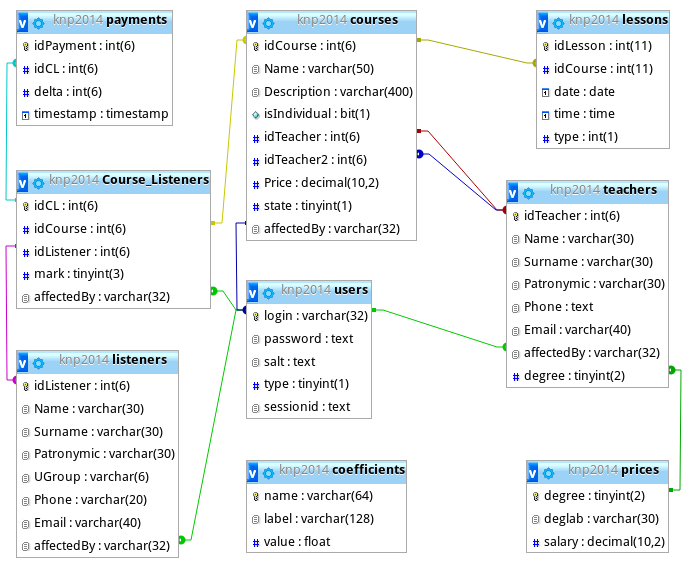 knp2014 payments
idPayment : int(6)
idCL : int(6)
delta : int(6)
timestamp : timestamp
knp2014 courses
idCourse : int(6)
Name : varchar(50)
Description : varchar(400)
isIndividual : bit(1)
idTeacher : int(6)
idTeacher2 : int(6)
Price : decimal(10,2)
state : tinyint(1)
affectedBy : varchar(32)
knp2014 lessons
idLesson : int(11)
idCourse : int(11)
date : date
time : time
type : int(1)
knp2014 Course_Listeners
idCL : int(6)
idCourse : int(6)
idListener : int(6)
mark : tinyint(3)
affectedBy : varchar(32)
knp2014 teachers
idTeacher : int(6)
Name : varchar(30)
Surname : varchar(30)
Patronymic : varchar(30)
Phone : text
Email : varchar(40)
affectedBy : varchar(32)
degree : tinyint(2)
knp2014 users
login : varchar(32)
password : text
salt : text
type : tinyint(1)
sessionid : text
knp2014 listeners
idListener : int(6)
Name : varchar(30)
Surname : varchar(30)
Patronymic : varchar(30)
UGroup : varchar(6)
Phone : varchar(20)
Email : varchar(40)
affectedBy : varchar(32)
knp2014 coefficients
name : varchar(64)
label : varchar(128)
value : float
knp2014 prices
degree : tinyint(2)
deglab : varchar(30)
salary : decimal(10,2)